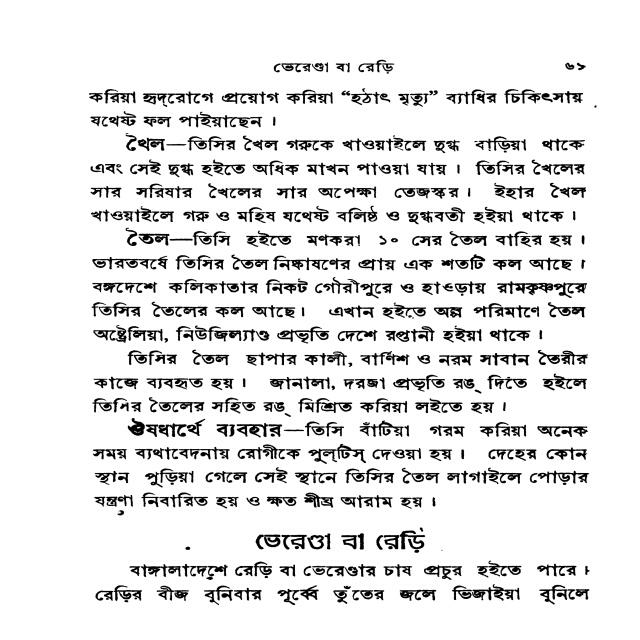 ভেরেণ্ডা বা রেড়ি ৬১
করিয়া হৃদ্‌রোগে প্রয়োগ করিয়া “হঠাৎ মৃত্যু” ব্যাধির চিকিৎসায়
যথেষ্ট ফল পাইয়াছেন ।
খৈল—তিসির খৈল গরুকে খাওয়াইলে দুগ্ধ বাড়িয়া থাকে
এবং সেই দুগ্ধ হইতে অধিক মাখন পাওয়া যায় । তিসির খৈলের
সার সরিষার খৈলের সার অপেক্ষা তেজস্কর । ইহার খৈল
খাওয়াইলে গরু ও মহিষ যথেষ্ট বলিষ্ঠ ও দুগ্ধবতী হইয়া থাকে ।
তৈল—তিসি হইতে মণকরা ১০ সের তৈল বাহির হয় ।
ভারতবর্ষে তিসির তৈল নিষ্কাষণের প্রায় এক শতটি কল আছে ।
বঙ্গদেশে কলিকাতার নিকট গৌরীপুরে ও হাওড়ায় রামকৃষ্ণপুরে
তিসির তৈলের কল আছে । এখান হইতে অল্প পরিমাণে তৈল
অষ্ট্রেলিয়া, নিউজিল্যাণ্ড প্রভৃতি দেশে রপ্তানী হইয়া থাকে ।
তিসির তৈল ছাপার কালী, বার্ণিশ ও নরম সাবান তৈরীর
কাজে ব্যবহৃত হয় । জানালা, দরজা প্রভৃতি রঙ্ দিতে হইলে
তিসির তৈলের সহিত রঙ্ মিশ্রিত করিয়া লইতে হয় ।
ঔষধার্থে ব্যবহার—তিসি বাঁটিয়া গরম করিয়া অনেক
সময় ব্যথাবেদনায় রোগীকে পুল্‌টিস্ দেওয়া হয় । দেহের কোন
স্থান পুড়িয়া গেলে সেই স্থানে তিসির তৈল লাগাইলে পোড়ার
যন্ত্রণা নিবারিত হয় ও ক্ষত শীঘ্র আরাম হয় ।
ভেরেণ্ডা বা রেড়ি
বাঙ্গালাদেশে রেড়ি বা ভেরেণ্ডার চাষ প্রচুর হইতে পারে ।
রেড়ির বীজ বুনিবার পূর্ব্বে তুঁতের জলে ভিজাইয়া বুনিলে